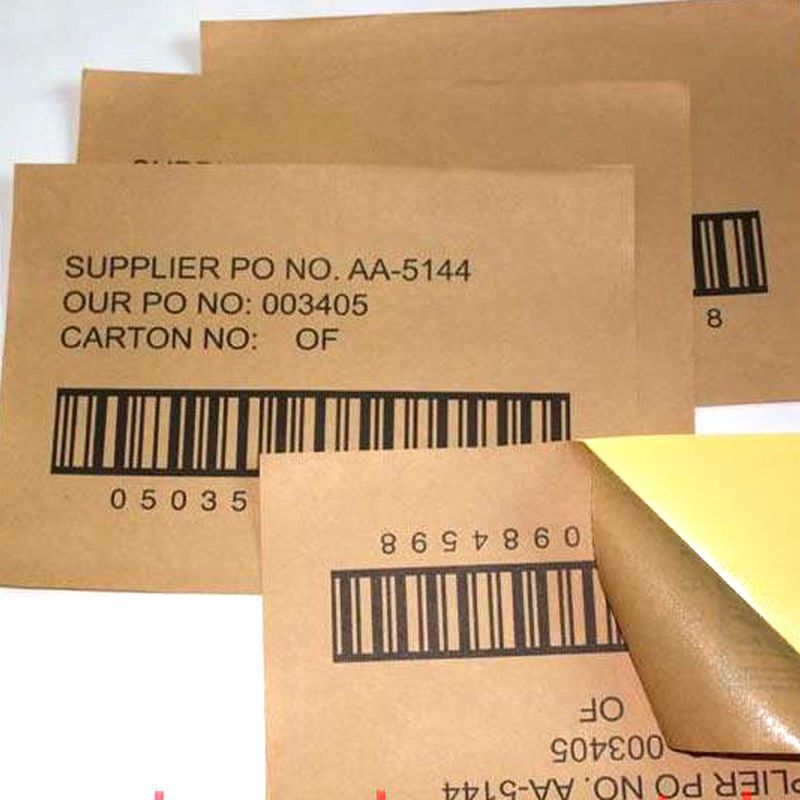 SUPPLIER PO NO. AA-5144
OUR PO NO: 003405
CARTON NO: OF
05035
8
PLIER PO NO. AA-5144
003405
OF
0984598